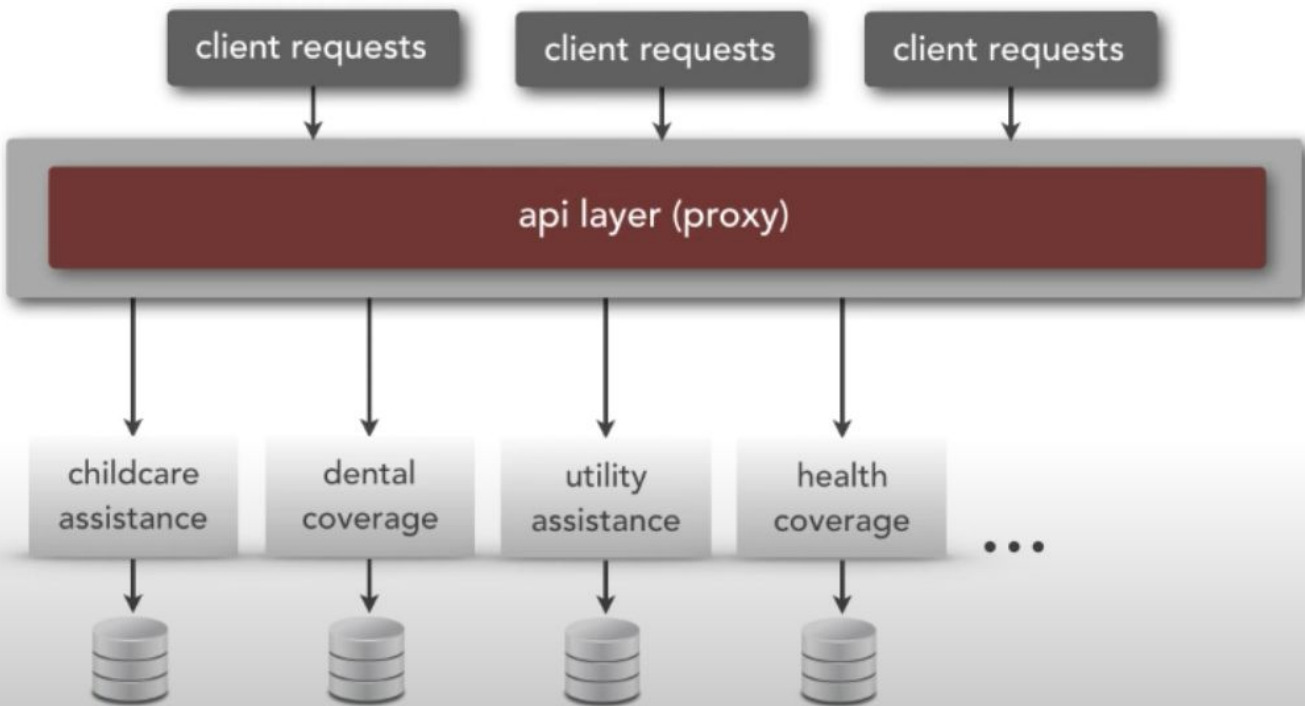 client requests
client requests
client requests
api layer (proxy)
childcare
assistance
dental
coverage
utility
assistance
health
coverage
...